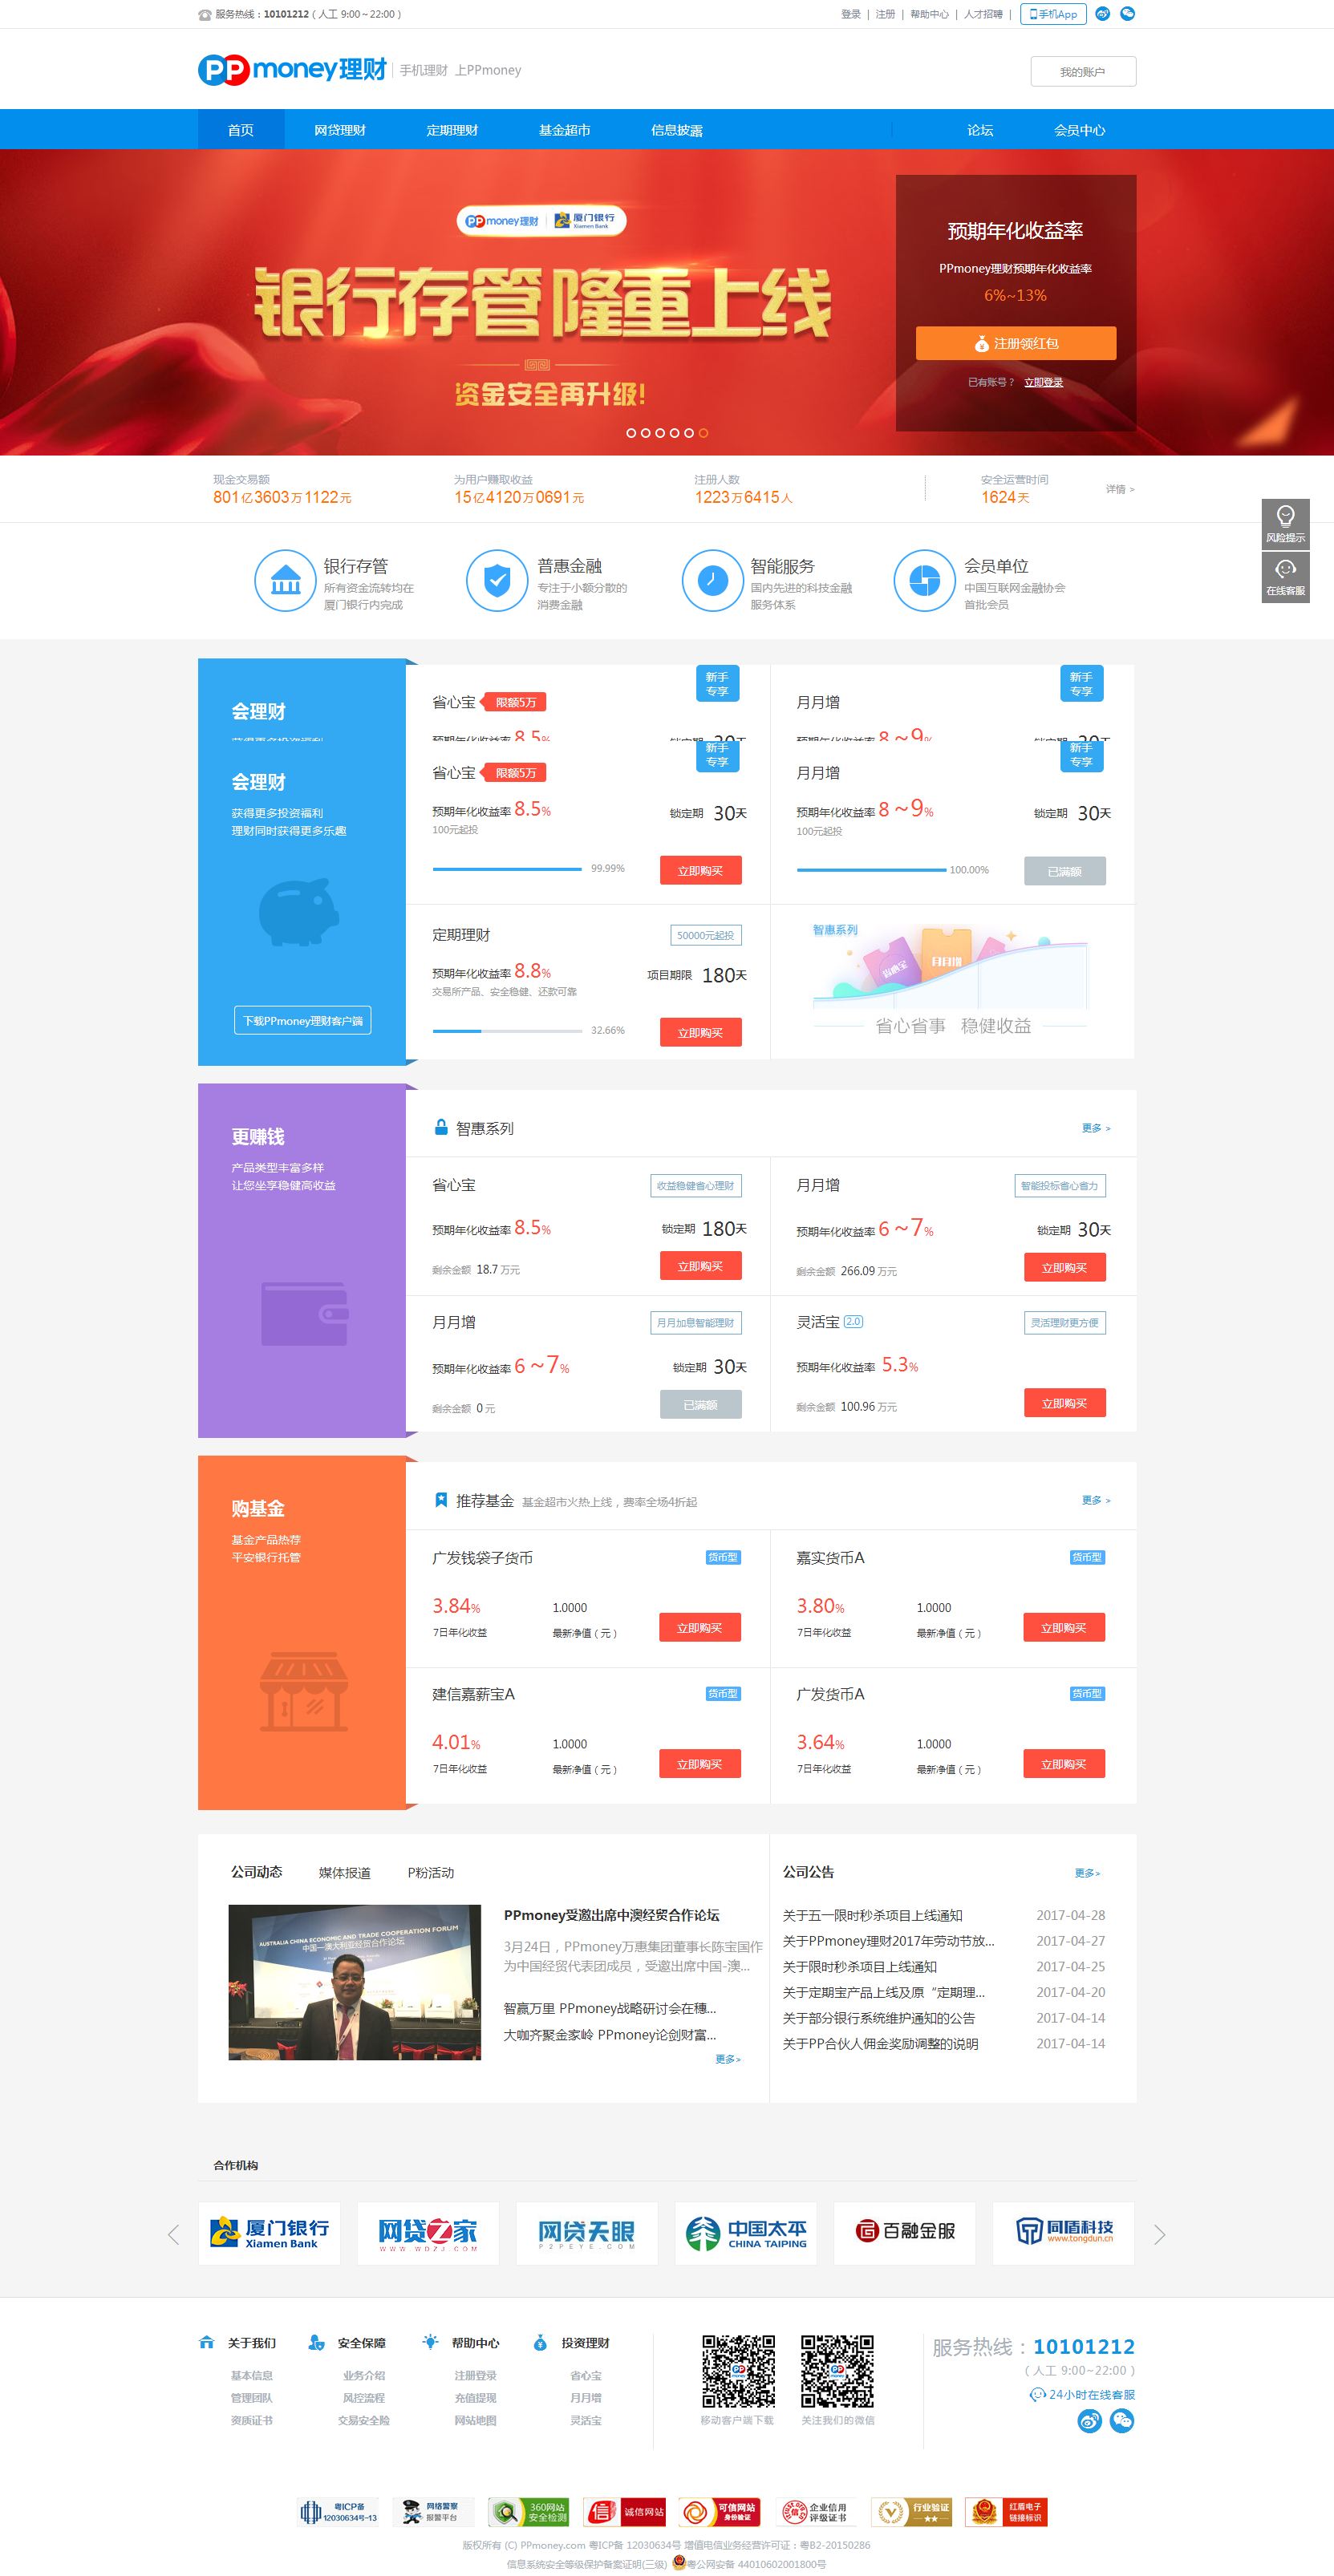 服务热线：10101212（人工 9:00～22:00）
登录 | 注册 | 帮助中心 | 人才招聘 | 手机App
PPmoney理财 手机理财 上PPmoney
我的账户
首页 网贷理财 定期理财 基金超市 信息披露 论坛 会员中心
PPmoney理财 厦门银行 Xiamen Bank
银行存管 隆重上线
资金安全再升级!
预期年化收益率
PPmoney理财预期年化收益率
6%~13%
注册领红包
已有账号？ 立即登录
现金交易额 为用户赚取收益 注册人数 安全运营时间
801亿3603万1122元 15亿4120万0691元 1223万6415人 1624天 详情 >
风险提示
在线客服
银行存管 普惠金融 智能服务 会员单位
所有资金流转均在 专注于小额分散的 国内先进的科技金融 中国互联网金融协会
厦门银行内完成 消费金融 服务体系 首批会员
会理财
省心宝 限额5万 新手专享
月月增 新手专享
预期年化收益率 8.5% 锁定期 30天
预期年化收益率 8 ~9% 锁定期 30天
会理财
获得更多投资福利
理财同时获得更多乐趣
下载PPmoney理财客户端
省心宝 限额5万 新手专享
预期年化收益率 8.5% 锁定期 30天
100元起投
99.99% 立即购买
月月增 新手专享
预期年化收益率 8 ~9% 锁定期 30天
100元起投
100.00% 已满额
定期理财 50000元起投
预期年化收益率 8.8% 项目期限 180天
交易所产品、安全稳健、还款可靠
32.66% 立即购买
智惠系列
省心宝 月月增
省心省事 稳健收益
更赚钱
产品类型丰富多样
让您坐享稳健高收益
智惠系列 更多 >
省心宝 收益稳健省心理财
预期年化收益率 8.5% 锁定期 180天
剩余金额 18.7 万元 立即购买
月月增 智能投标省心省力
预期年化收益率 6 ~7% 锁定期 30天
剩余金额 266.09 万元 立即购买
月月增 月月加息智能理财
预期年化收益率 6 ~7% 锁定期 30天
剩余金额 0 元 已满额
灵活宝 2.0 灵活理财更方便
预期年化收益率 5.3%
剩余金额 100.96 万元 立即购买
购基金
基金产品热荐
平安银行托管
推荐基金 基金超市火热上线，费率全场4折起 更多 >
广发钱袋子货币 货币型
3.84% 1.0000
7日年化收益 最新净值（元） 立即购买
嘉实货币A 货币型
3.80% 1.0000
7日年化收益 最新净值（元） 立即购买
建信嘉薪宝A 货币型
4.01% 1.0000
7日年化收益 最新净值（元） 立即购买
广发货币A 货币型
3.64% 1.0000
7日年化收益 最新净值（元） 立即购买
公司动态 媒体报道 P粉活动
AUSTRALIA CHINA ECONOMIC AND TRADE COOPERATION FORUM
中国—澳大利亚经贸合作论坛
PPmoney受邀出席中澳经贸合作论坛
3月24日，PPmoney万惠集团董事长陈宝国作
为中国经贸代表团成员，受邀出席中国-澳...
智赢万里 PPmoney战略研讨会在穗...
大咖齐聚金家岭 PPmoney论剑财富...
更多>
公司公告 更多>
关于五一限时秒杀项目上线通知 2017-04-28
关于PPmoney理财2017年劳动节放... 2017-04-27
关于限时秒杀项目上线通知 2017-04-25
关于定期宝产品上线及原“定期理... 2017-04-20
关于部分银行系统维护通知的公告 2017-04-14
关于PP合伙人佣金奖励调整的说明 2017-04-14
合作机构
厦门银行 Xiamen Bank
网贷之家 WWW.WDZJ.COM
网贷天眼 P2PEYE.COM
中国太平 CHINA TAIPING
百融金服
同盾科技 www.tongdun.cn
关于我们 安全保障 帮助中心 投资理财
基本信息 业务介绍 注册登录 省心宝
管理团队 风控流程 充值提现 月月增
资质证书 交易安全险 网站地图 灵活宝
移动客户端下载 关注我们的微信
服务热线：10101212
（人工 9:00~22:00）
24小时在线客服
粤ICP备 12030634号-13
网络警察 报警平台
360网站 安全检测
诚信网站
可信网站 身份验证
企业信用 评级证书
行业验证
红盾电子 链接标识
版权所有 (C) PPmoney.com 粤ICP备 12030634号 增值电信业务经营许可证：粤B2-20150286
信息系统安全等级保护备案证明(三级) 粤公网安备 44010602001800号